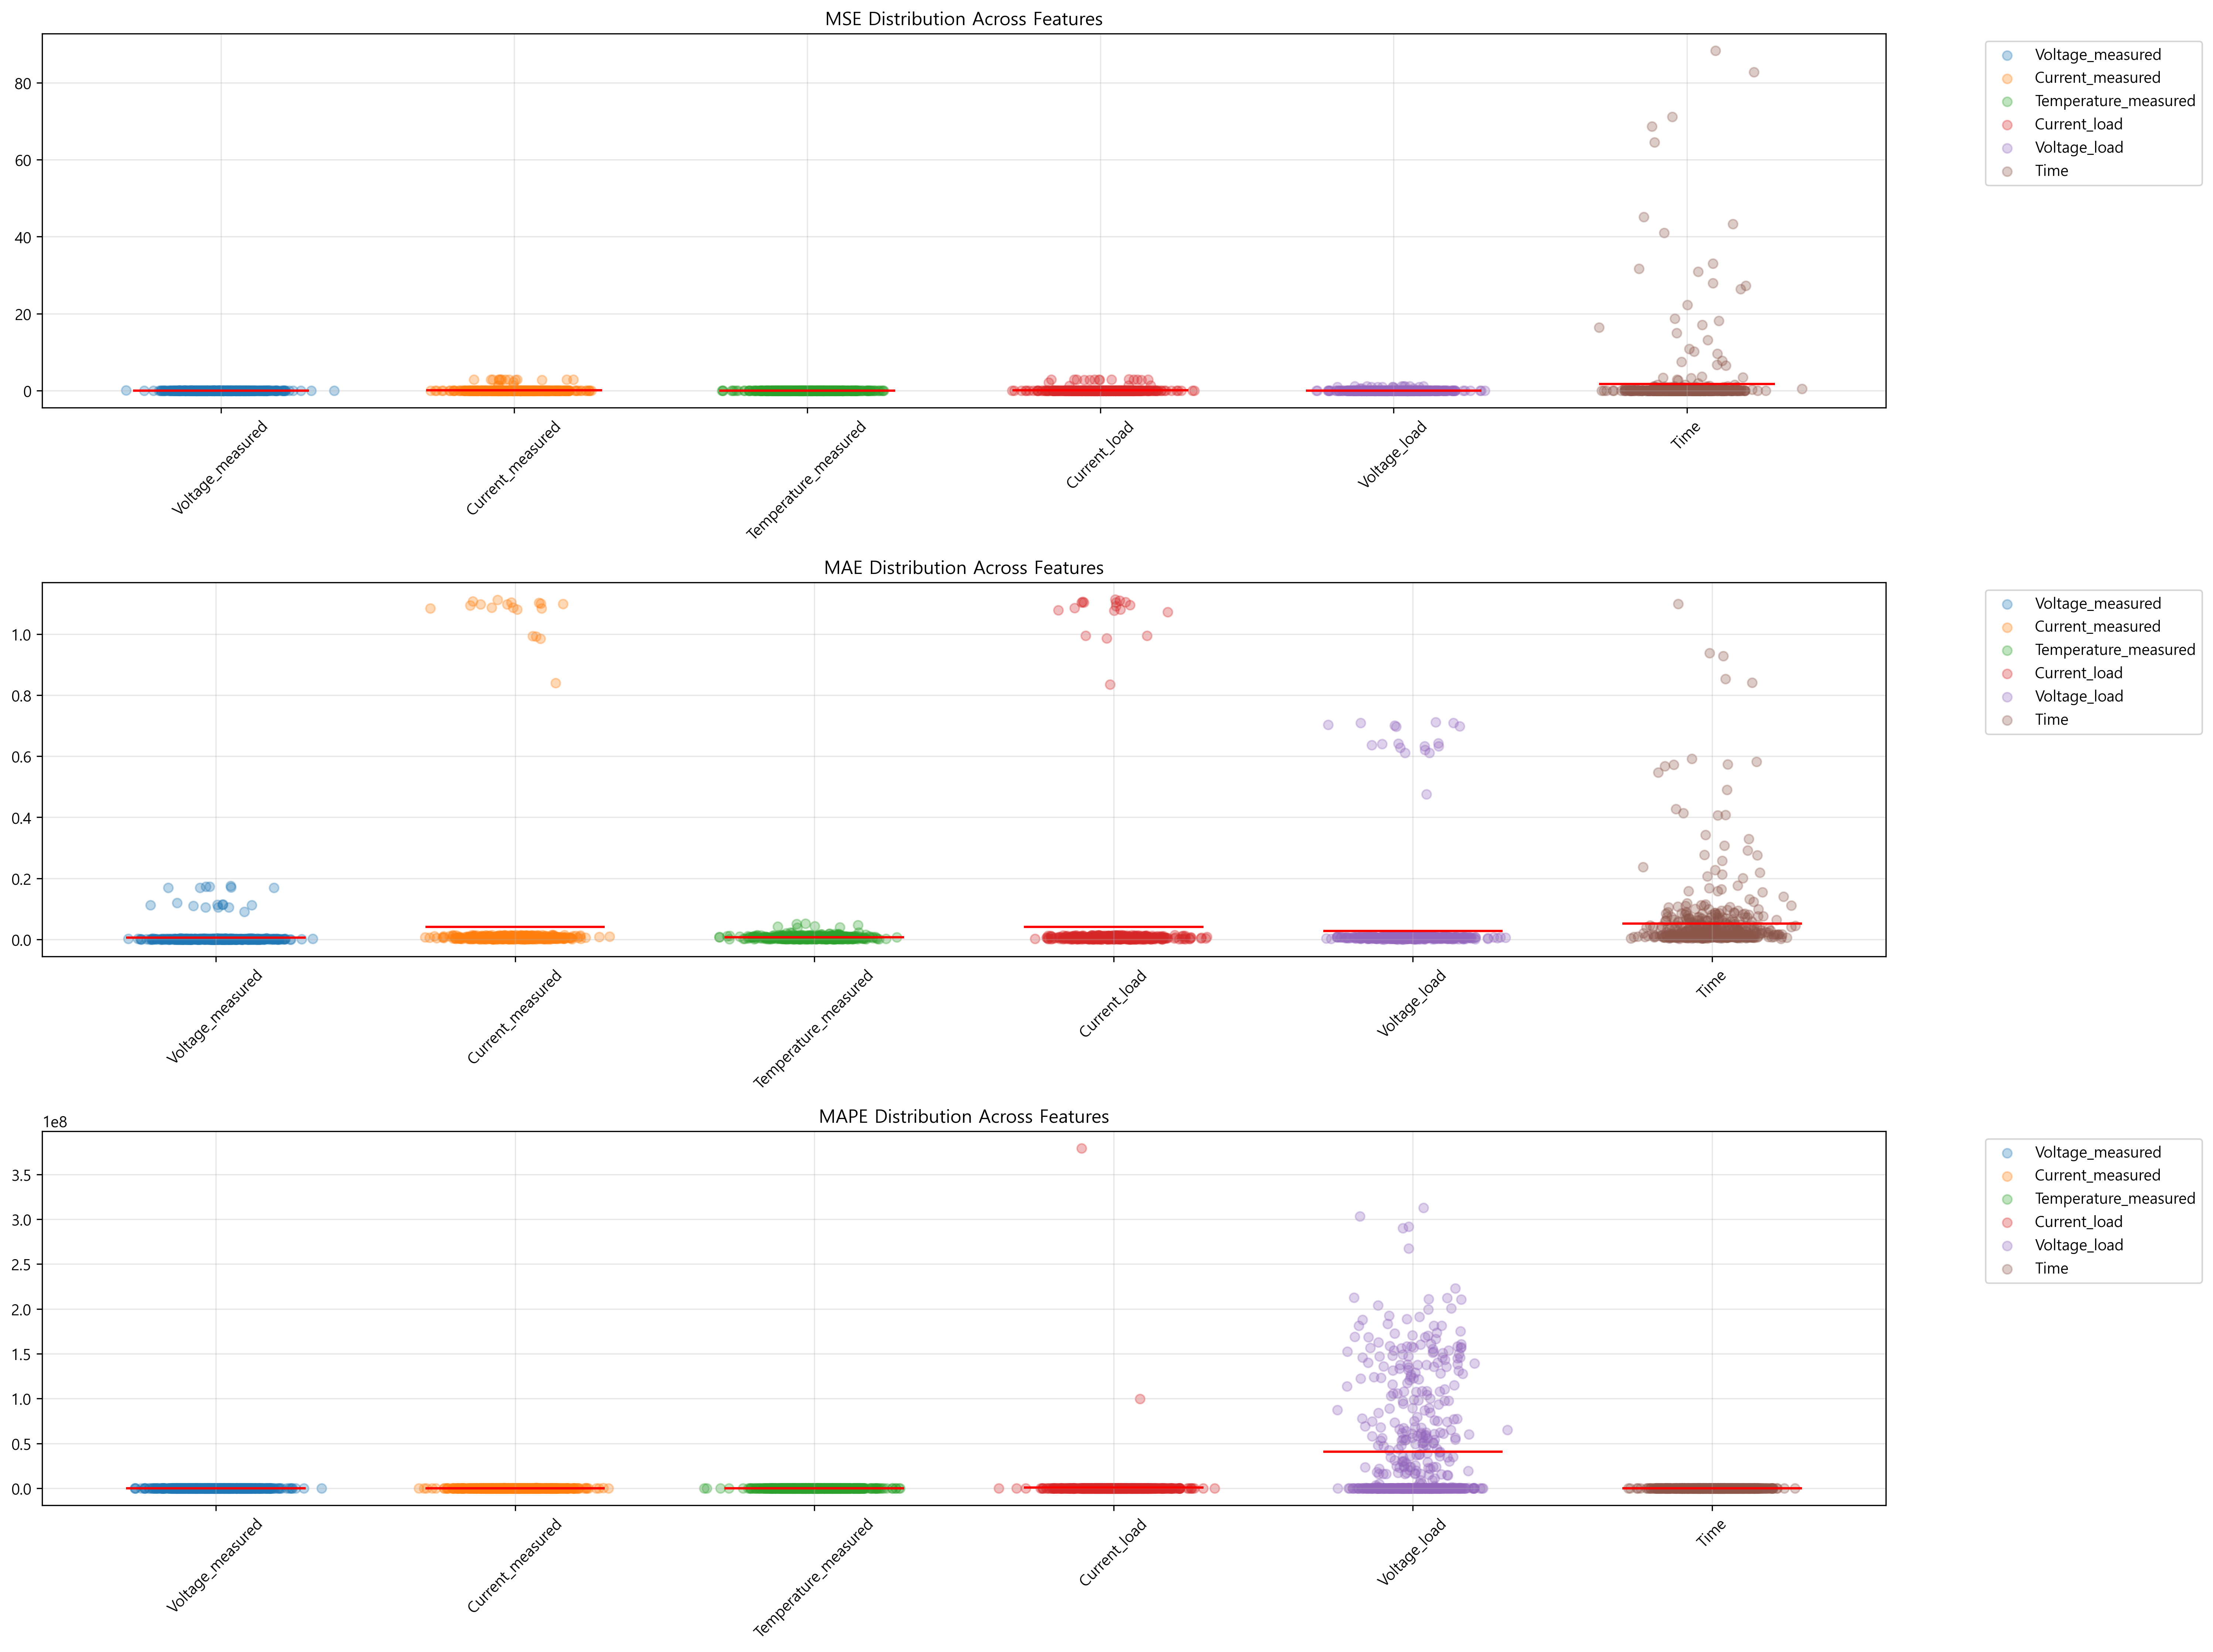 MSE Distribution Across Features
80
60
40
20
0
Voltage_measured
Current_measured
Temperature_measured
Current_load
Voltage_load
Time
Voltage_measured
Current_measured
Temperature_measured
Current_load
Voltage_load
Time
MAE Distribution Across Features
1.0
0.8
0.6
0.4
0.2
0.0
Voltage_measured
Current_measured
Temperature_measured
Current_load
Voltage_load
Time
Voltage_measured
Current_measured
Temperature_measured
Current_load
Voltage_load
Time
1e8
MAPE Distribution Across Features
3.5
3.0
2.5
2.0
1.5
1.0
0.5
0.0
Voltage_measured
Current_measured
Temperature_measured
Current_load
Voltage_load
Time
Voltage_measured
Current_measured
Temperature_measured
Current_load
Voltage_load
Time